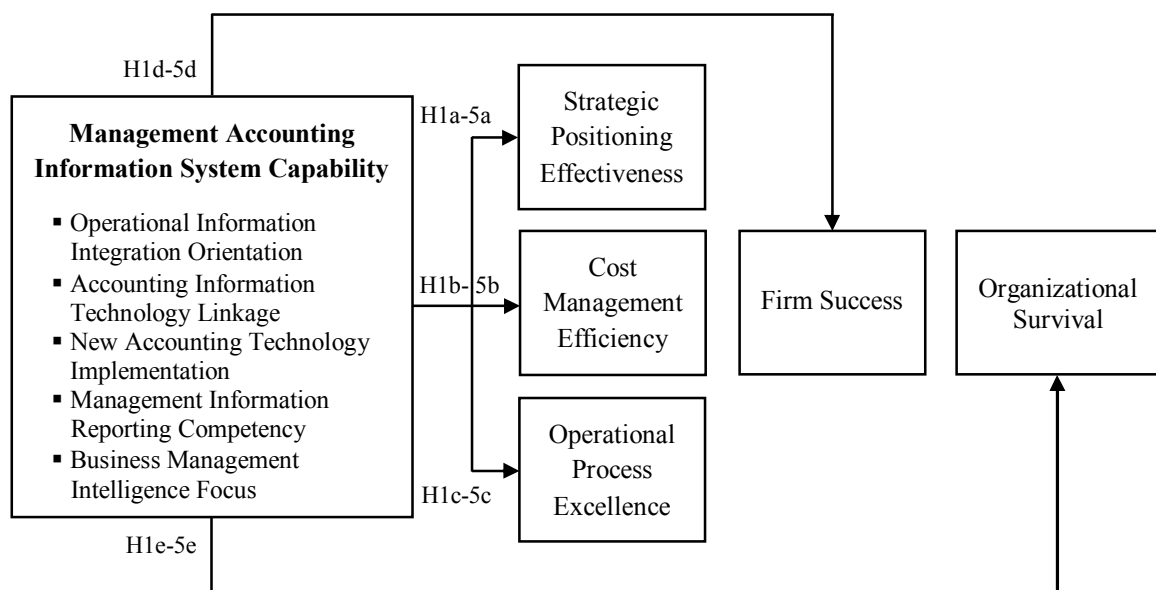 H1d-5d
Management Accounting
Information System Capability
▪ Operational Information
Integration Orientation
▪ Accounting Information
Technology Linkage
▪ New Accounting Technology
Implementation
▪ Management Information
Reporting Competency
▪ Business Management
Intelligence Focus
H1a-5a
H1b- 5b
H1c-5c
H1e-5e
Strategic
Positioning
Effectiveness
Cost
Management
Efficiency
Operational
Process
Excellence
Firm Success
Organizational
Survival